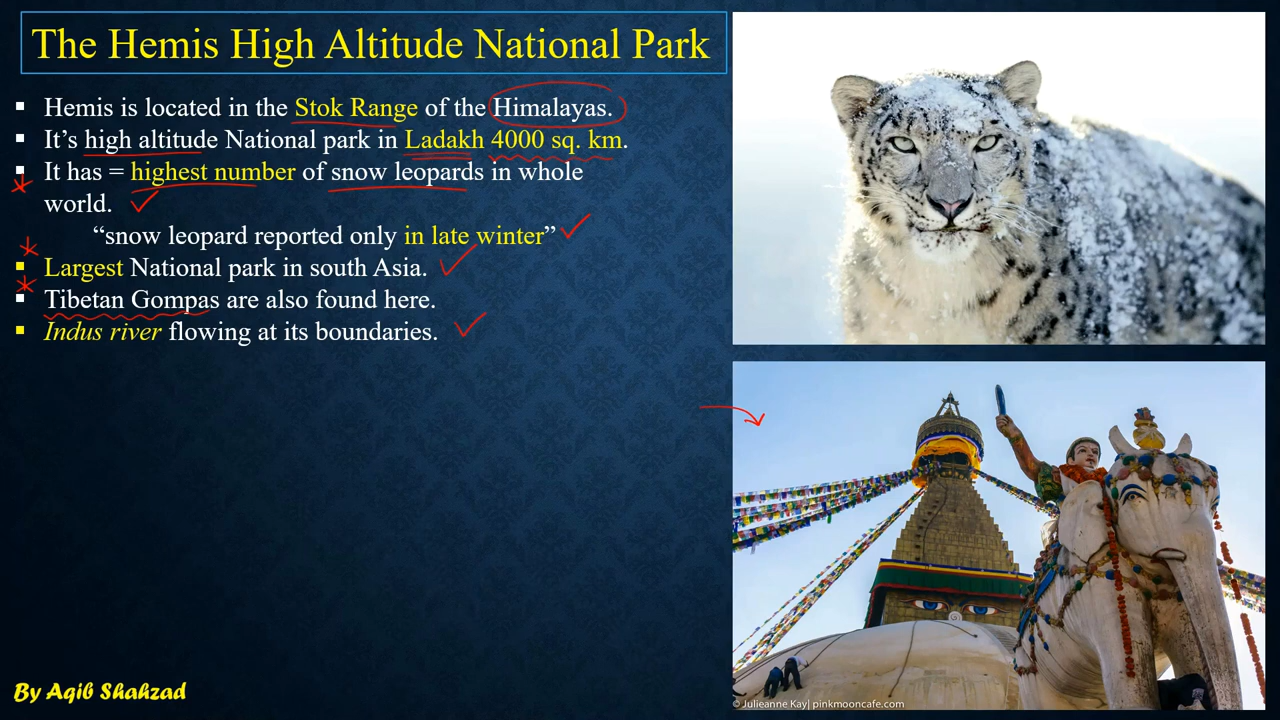 The Hemis High Altitude National Park
Hemis is located in the Stok Range of the Himalayas.
It’s high altitude National park in Ladakh 4000 sq. km.
It has = highest number of snow leopards in whole
world.
“snow leopard reported only in late winter”
Largest National park in south Asia.
Tibetan Gompas are also found here.
Indus river flowing at its boundaries.
By Aqib Shahzad
© Julieanne Kay| pinkmooncafe.com